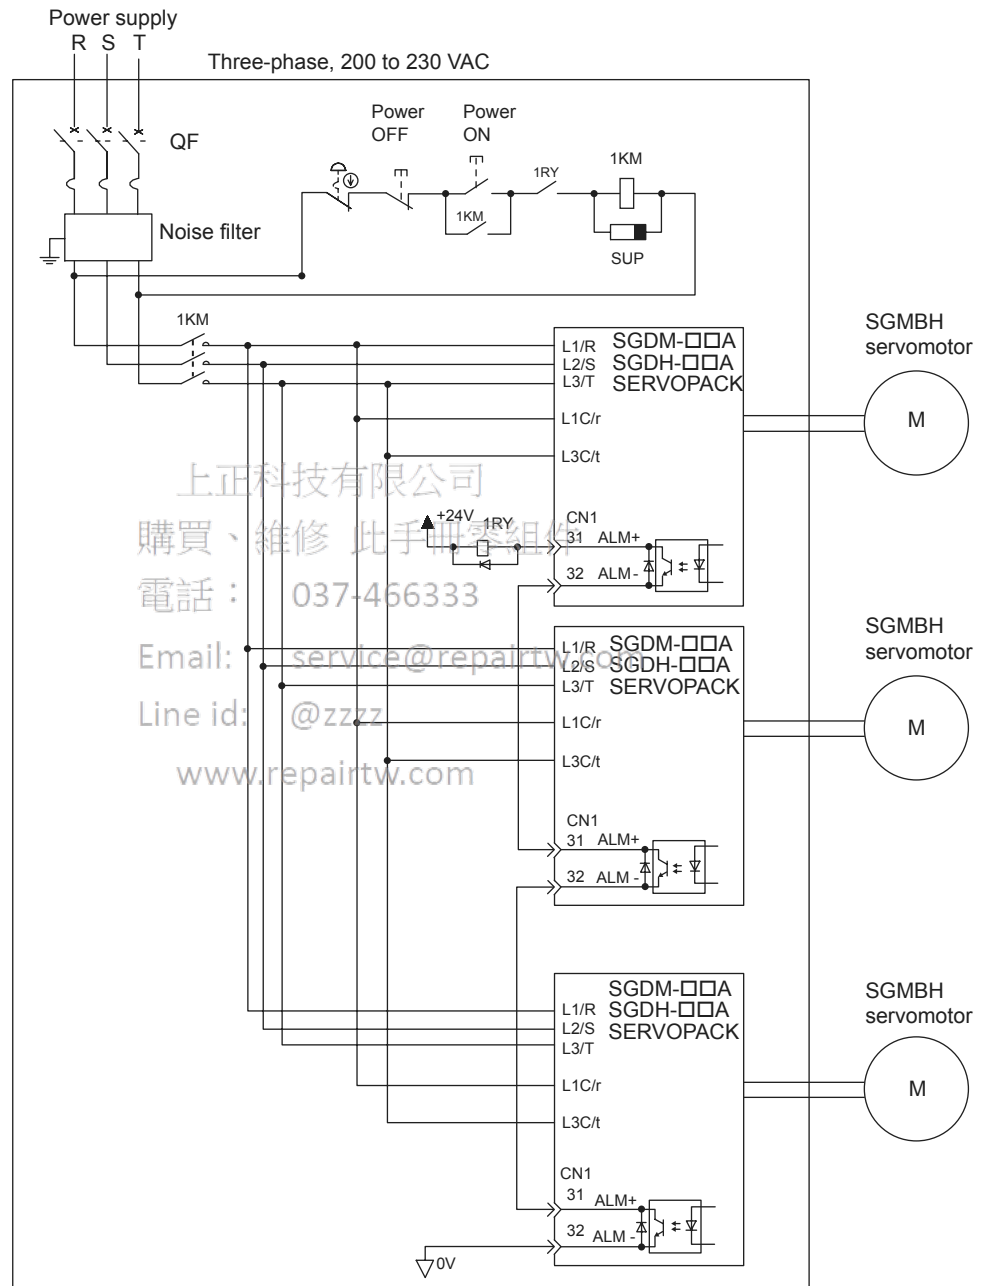 Power supply
R S T
Three-phase, 200 to 230 VAC
QF
Power OFF
Power ON
1KM
1RY
1KM
SUP
Noise filter
1KM
SGMBH
servomotor
L1/R SGDM-□□A
L2/S SGDH-□□A
L3/T SERVOPACK
M
L1C/r
L3C/t
上正科技有限公司
+24V 1RY
CN1
購買、維修 此手冊零組件
31 ALM+
32 ALM -
電話: 037-466333
SGMBH
servomotor
L1/R SGDM-□□A
Email: service@repairtw.com
L2/S SGDH-□□A
L3/T SERVOPACK
Line id: @zzzz
L1C/r
M
L3C/t
www.repairtw.com
CN1
31 ALM+
32 ALM -
SGMBH
servomotor
SGDM-□□A
L1/R SGDH-□□A
L2/S SERVOPACK
L3/T
L1C/r
M
L3C/t
CN1
31 ALM+
32 ALM -
0V